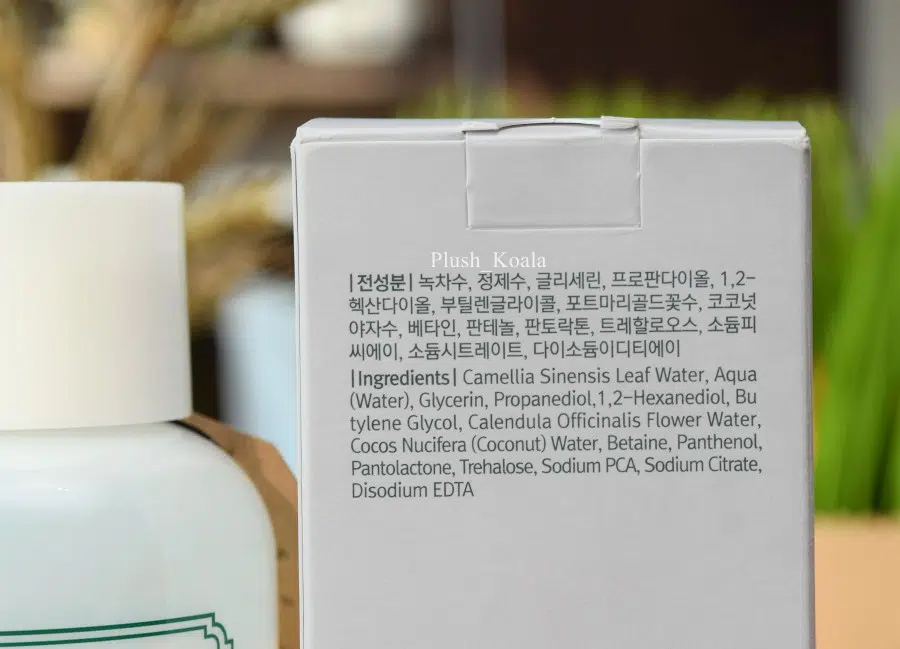 Plush_Koala
|전성분| 녹차수, 정제수, 글리세린, 프로판다이올, 1,2-
헥산다이올, 부틸렌글라이콜, 포트마리골드꽃수, 코코넛
야자수, 베타인, 판테놀, 판토락톤, 트레할로오스, 소듐피
씨에이, 소듐시트레이트, 다이소듐이디티에이
|Ingredients| Camellia Sinensis Leaf Water, Aqua
(Water), Glycerin, Propanediol,1,2-Hexanediol, Bu
tylene Glycol, Calendula Officinalis Flower Water,
Cocos Nucifera (Coconut) Water, Betaine, Panthenol,
Pantolactone, Trehalose, Sodium PCA, Sodium Citrate,
Disodium EDTA